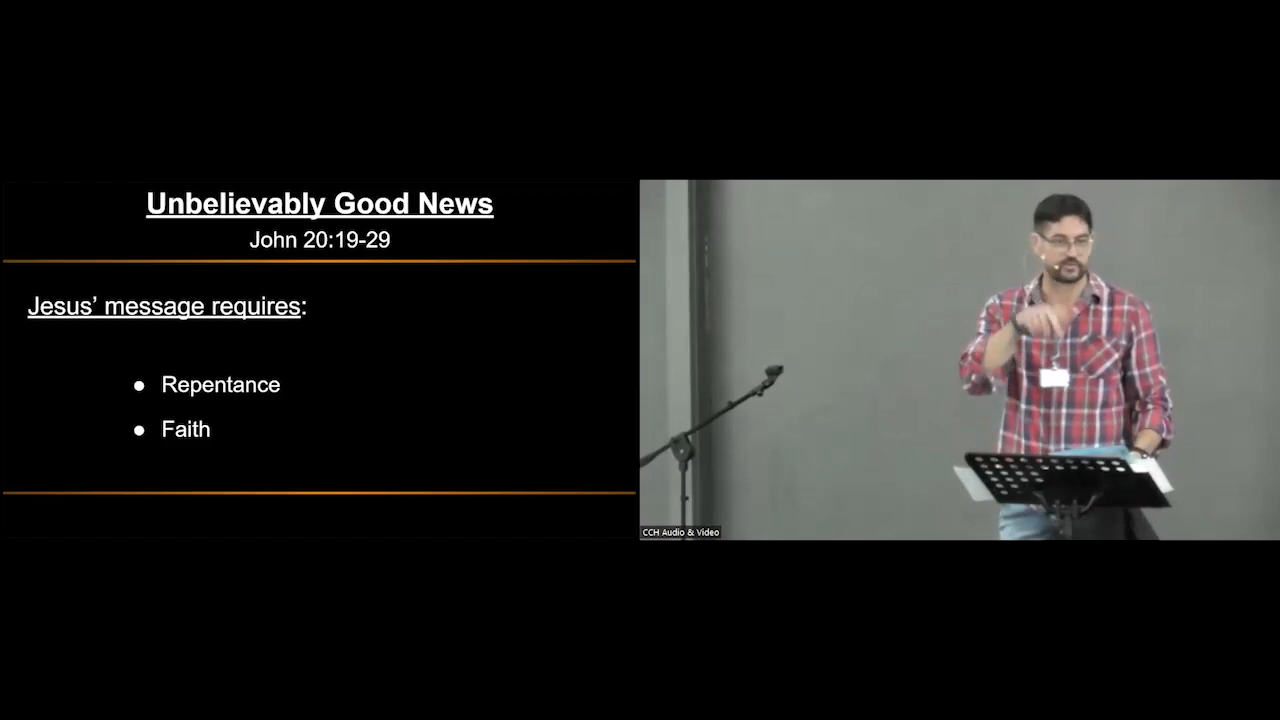 Unbelievably Good News
John 20:19-29
Jesus’ message requires:
● Repentance
● Faith
CCH Audio & Video